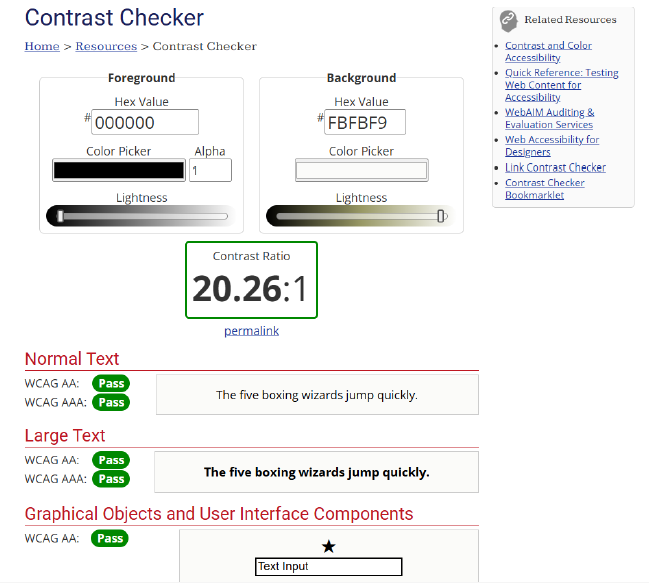 Contrast Checker
Home > Resources > Contrast Checker
Foreground
Hex Value
#000000
Color Picker Alpha
1
Lightness
Background
Hex Value
#FBFBF9
Color Picker
Lightness
Contrast Ratio
20.26:1
permalink
Normal Text
WCAG AA: Pass
WCAG AAA: Pass
The five boxing wizards jump quickly.
Large Text
WCAG AA: Pass
WCAG AAA: Pass
The five boxing wizards jump quickly.
Graphical Objects and User Interface Components
WCAG AA: Pass
Text Input
Related Resources
Contrast and Color
Accessibility
Quick Reference: Testing
Web Content for
Accessibility
WebAIM Auditing &
Evaluation Services
Web Accessibility for
Designers
Link Contrast Checker
Contrast Checker
Bookmarklet